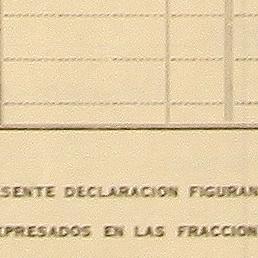 SENTE DECLARACION FIGURAN
PRESADOS EN LAS FRACCION